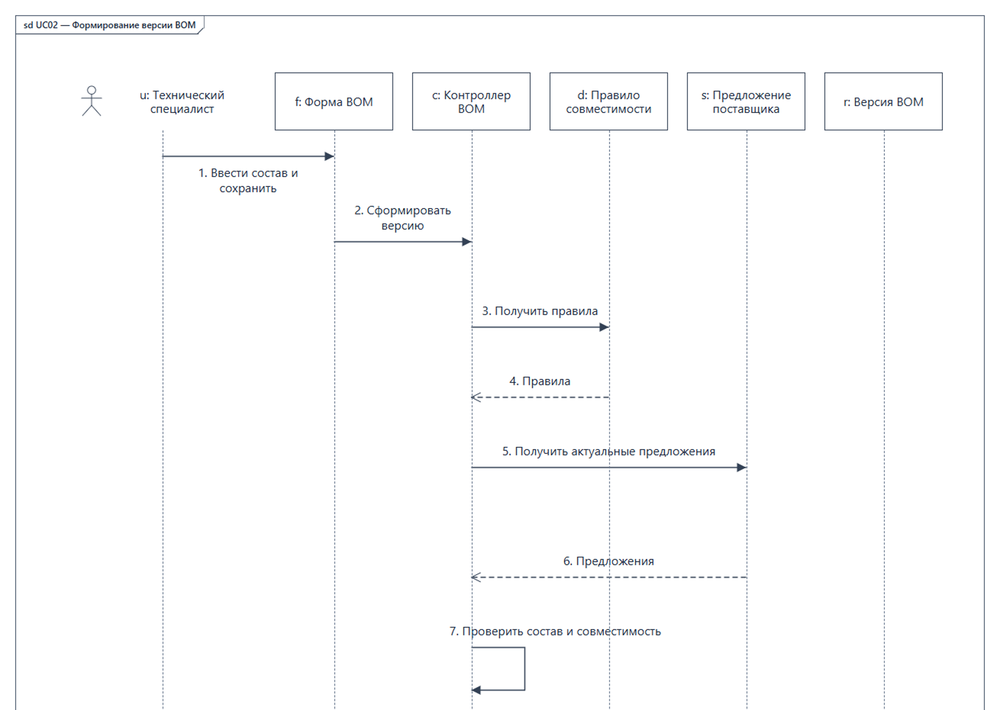 sd UC02 — Формирование версии BOM
u: Технический
специалист
f: Форма BOM
c: Контроллер
BOM
d: Правило
совместимости
s: Предложение
поставщика
r: Версия BOM
1. Ввести состав и
сохранить
2. Сформировать
версию
3. Получить правила
4. Правила
5. Получить актуальные предложения
6. Предложения
7. Проверить состав и совместимость